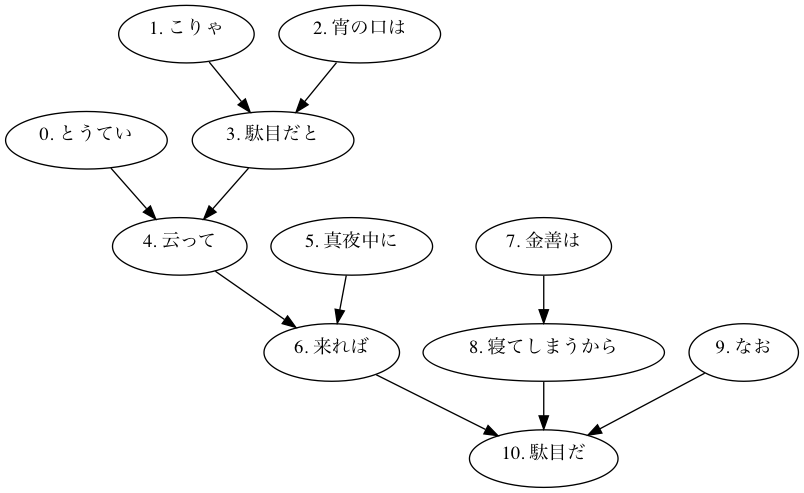 1. こりゃ
2. 宵の口は
0. とうてい
3. 駄目だと
4. 云って
5. 真夜中に
7. 金善は
6. 来れば
8. 寝てしまうから
9. なお
10. 駄目だ